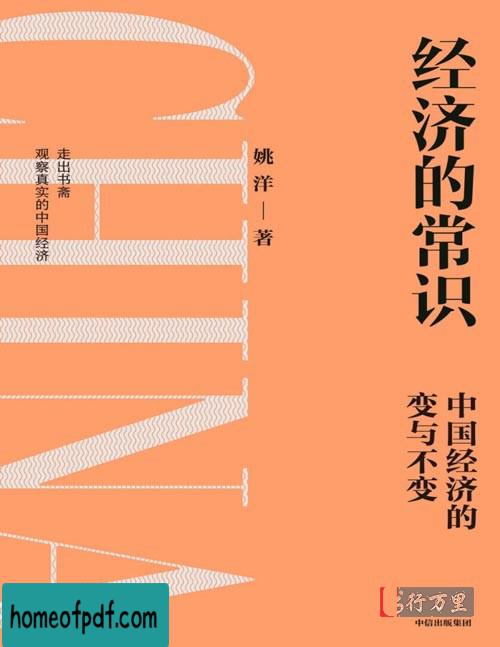 经济的常识
中国经济的
变与不变
姚洋—著
走出书斋
观察真实的中国经济
CHINA
行万里
中信出版集团
homeofpdf.com